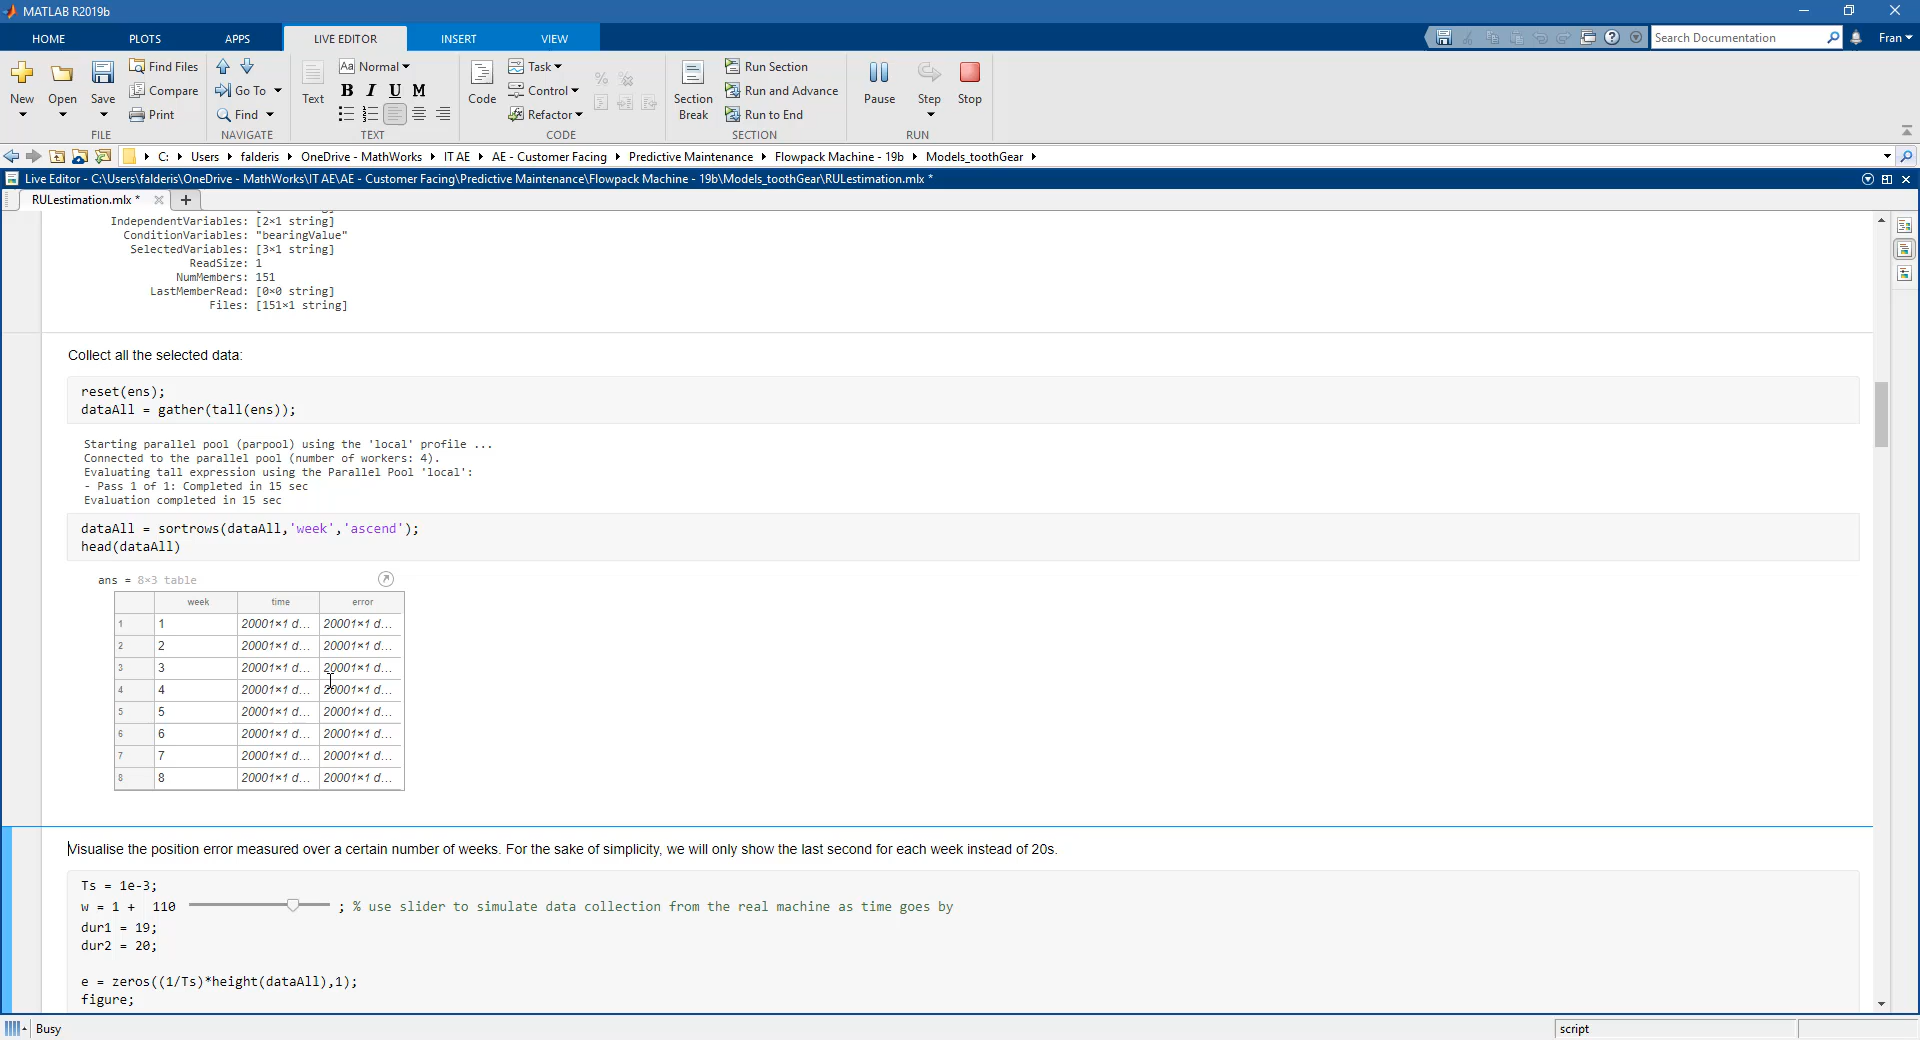 MATLAB R2019b
HOME PLOTS APPS LIVE EDITOR INSERT VIEW Search Documentation Fran
New Open Save Find Files Compare Print
FILE
Go To Find
NAVIGATE
Text Aa Normal B I U M
TEXT
Code Task Control Refactor
CODE
Section Break Run Section Run and Advance Run to End
SECTION
Pause Step Stop
RUN
C: Users falderis OneDrive - MathWorks IT AE AE - Customer Facing Predictive Maintenance Flowpack Machine - 19b Models_toothGear
Live Editor - C:\Users\falderis\OneDrive - MathWorks\IT AE\AE - Customer Facing\Predictive Maintenance\Flowpack Machine - 19b\Models_toothGear\RULestimation.mlx *
RULestimation.mlx *
IndependentVariables: [2×1 string]
ConditionVariables: "bearingValue"
SelectedVariables: [3×1 string]
ReadSize: 1
NumMembers: 151
LastMemberRead: [0×0 string]
Files: [151×1 string]
Collect all the selected data:
reset(ens);
dataAll = gather(tall(ens));
Starting parallel pool (parpool) using the 'local' profile ...
Connected to the parallel pool (number of workers: 4).
Evaluating tall expression using the Parallel Pool 'local':
- Pass 1 of 1: Completed in 15 sec
Evaluation completed in 15 sec
dataAll = sortrows(dataAll,'week','ascend');
head(dataAll)
ans = 8×3 table
week time error
1 1 20001×1 d... 20001×1 d...
2 2 20001×1 d... 20001×1 d...
3 3 20001×1 d... 20001×1 d...
4 4 20001×1 d... 20001×1 d...
5 5 20001×1 d... 20001×1 d...
6 6 20001×1 d... 20001×1 d...
7 7 20001×1 d... 20001×1 d...
8 8 20001×1 d... 20001×1 d...
Visualise the position error measured over a certain number of weeks. For the sake of simplicity, we will only show the last second for each week instead of 20s.
Ts = 1e-3;
w = 1 + 110 ; % use slider to simulate data collection from the real machine as time goes by
dur1 = 19;
dur2 = 20;
e = zeros((1/Ts)*height(dataAll),1);
figure;
Busy script